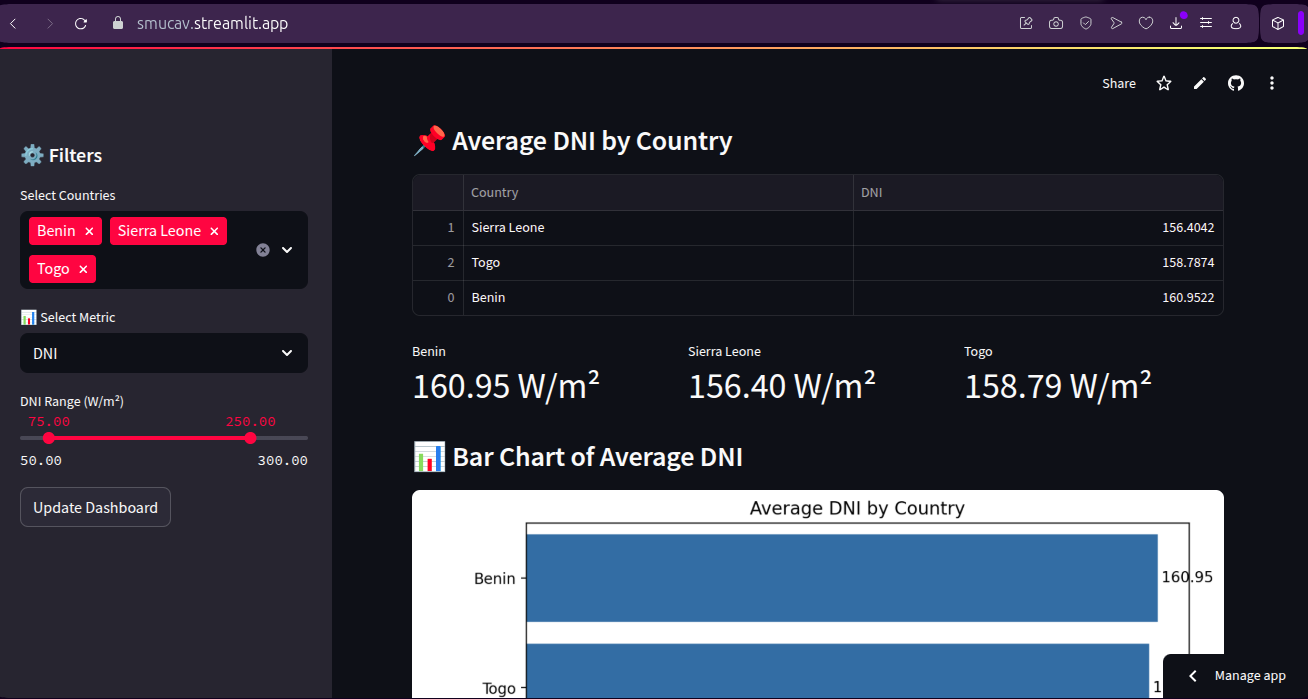 smucav.streamlit.app
Share
Filters
Select Countries
Benin × Sierra Leone ×
Togo ×
Select Metric
DNI
DNI Range (W/m²)
75.00 250.00
50.00 300.00
Update Dashboard
Average DNI by Country
Country DNI
1 Sierra Leone 156.4042
2 Togo 158.7874
0 Benin 160.9522
Benin Sierra Leone Togo
160.95 W/m² 156.40 W/m² 158.79 W/m²
Bar Chart of Average DNI
Average DNI by Country
Benin 160.95
Togo 1
Manage app